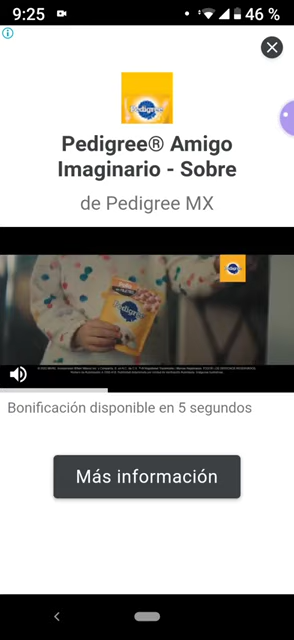 9:25
46 %
Pedigree
Pedigree® Amigo
Imaginario - Sobre
de Pedigree MX
Pedigree
Pedigree
Bonificación disponible en 5 segundos
Más información